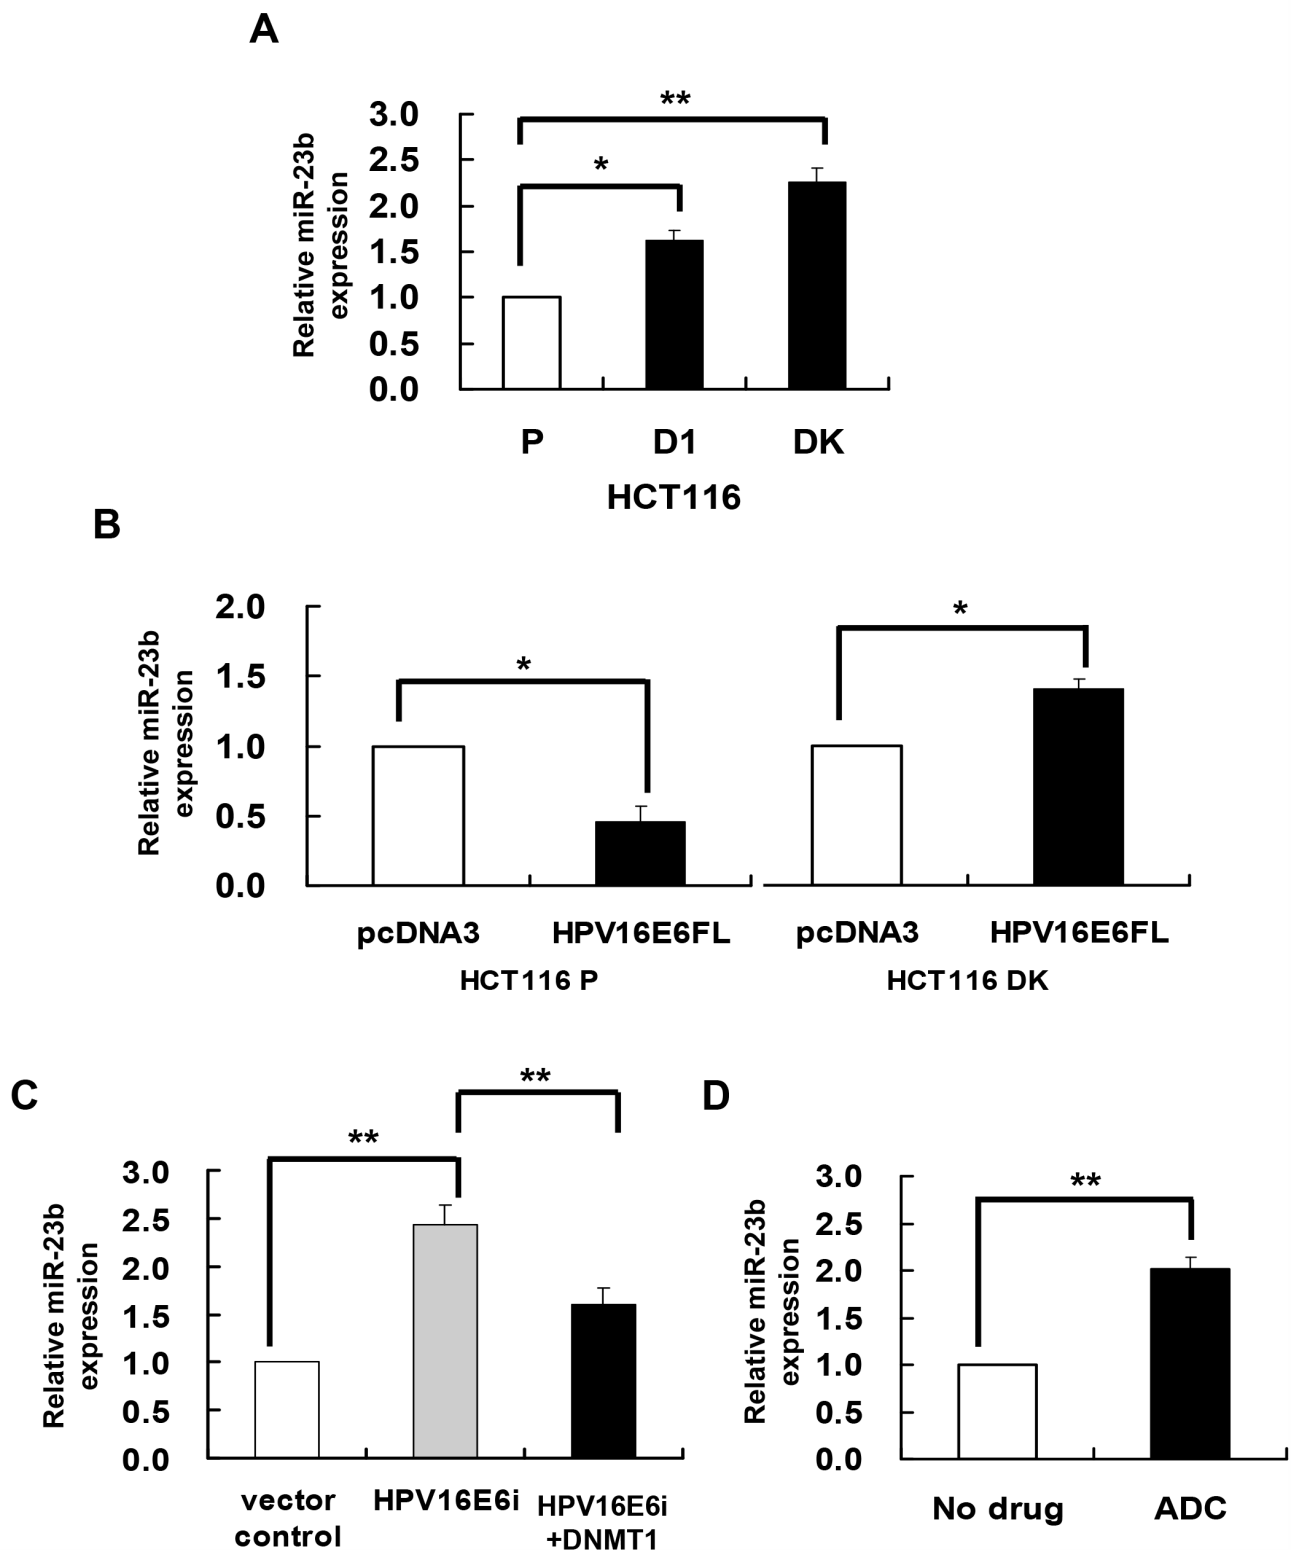 A
Relative miR-23b
expression
3.0
2.5
2.0
1.5
1.0
0.5
0.0
**
*
P D1 DK
HCT116
B
Relative miR-23b
expression
2.0
1.5
1.0
0.5
0.0
*
*
pcDNA3 HPV16E6FL pcDNA3 HPV16E6FL
HCT116 P HCT116 DK
C
Relative miR-23b
expression
3.0
2.5
2.0
1.5
1.0
0.5
0.0
**
**
vector
control
HPV16E6i
HPV16E6i
+DNMT1
D
Relative miR-23b
expression
3.0
2.5
2.0
1.5
1.0
0.5
0.0
**
No drug ADC